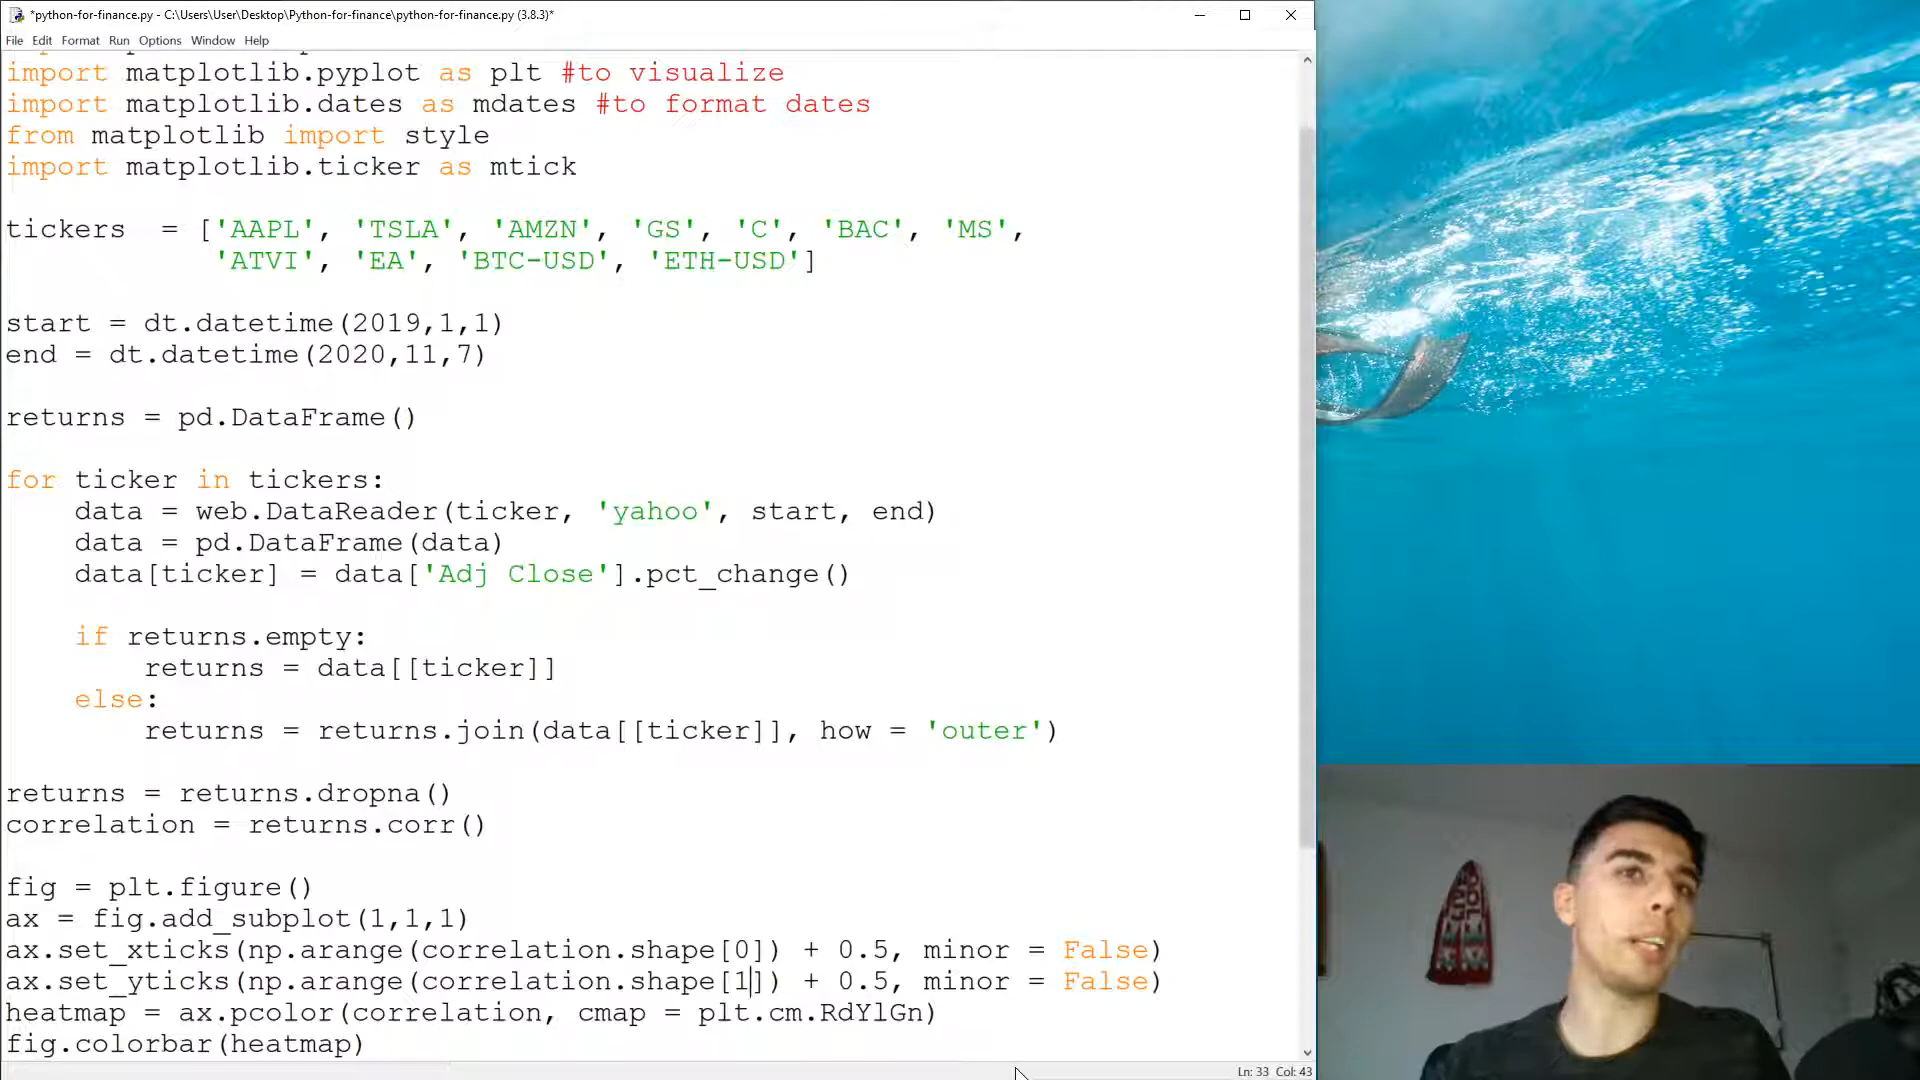 *python-for-finance.py - C:\Users\User\Desktop\Python-for-finance\python-for-finance.py (3.8.3)*
File Edit Format Run Options Window Help
import matplotlib.pyplot as plt #to visualize
import matplotlib.dates as mdates #to format dates
from matplotlib import style
import matplotlib.ticker as mtick
tickers = ['AAPL', 'TSLA', 'AMZN', 'GS', 'C', 'BAC', 'MS',
'ATVI', 'EA', 'BTC-USD', 'ETH-USD']
start = dt.datetime(2019,1,1)
end = dt.datetime(2020,11,7)
returns = pd.DataFrame()
for ticker in tickers:
data = web.DataReader(ticker, 'yahoo', start, end)
data = pd.DataFrame(data)
data[ticker] = data['Adj Close'].pct_change()
if returns.empty:
returns = data[[ticker]]
else:
returns = returns.join(data[[ticker]], how = 'outer')
returns = returns.dropna()
correlation = returns.corr()
fig = plt.figure()
ax = fig.add_subplot(1,1,1)
ax.set_xticks(np.arange(correlation.shape[0]) + 0.5, minor = False)
ax.set_yticks(np.arange(correlation.shape[1]) + 0.5, minor = False)
heatmap = ax.pcolor(correlation, cmap = plt.cm.RdYlGn)
fig.colorbar(heatmap)
Ln: 33 Col: 43